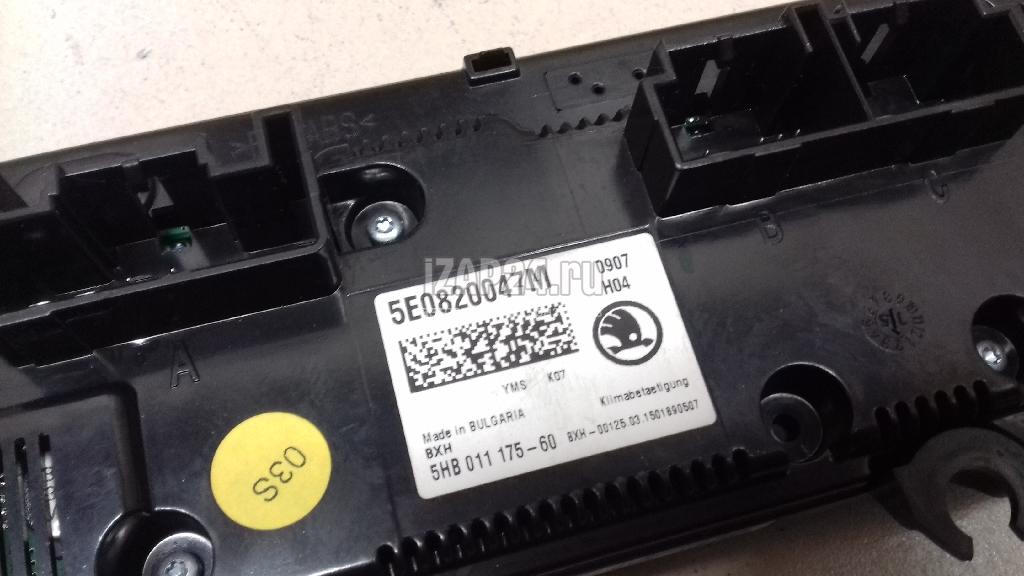 5E0820047M
0907
H04
YMS K07
Made in BULGARIA
Klimabetaetigung
BXH
BXH-00125.03.1501890507
5HB 011 175-60
03S
A
B
C
iZAP24.ru